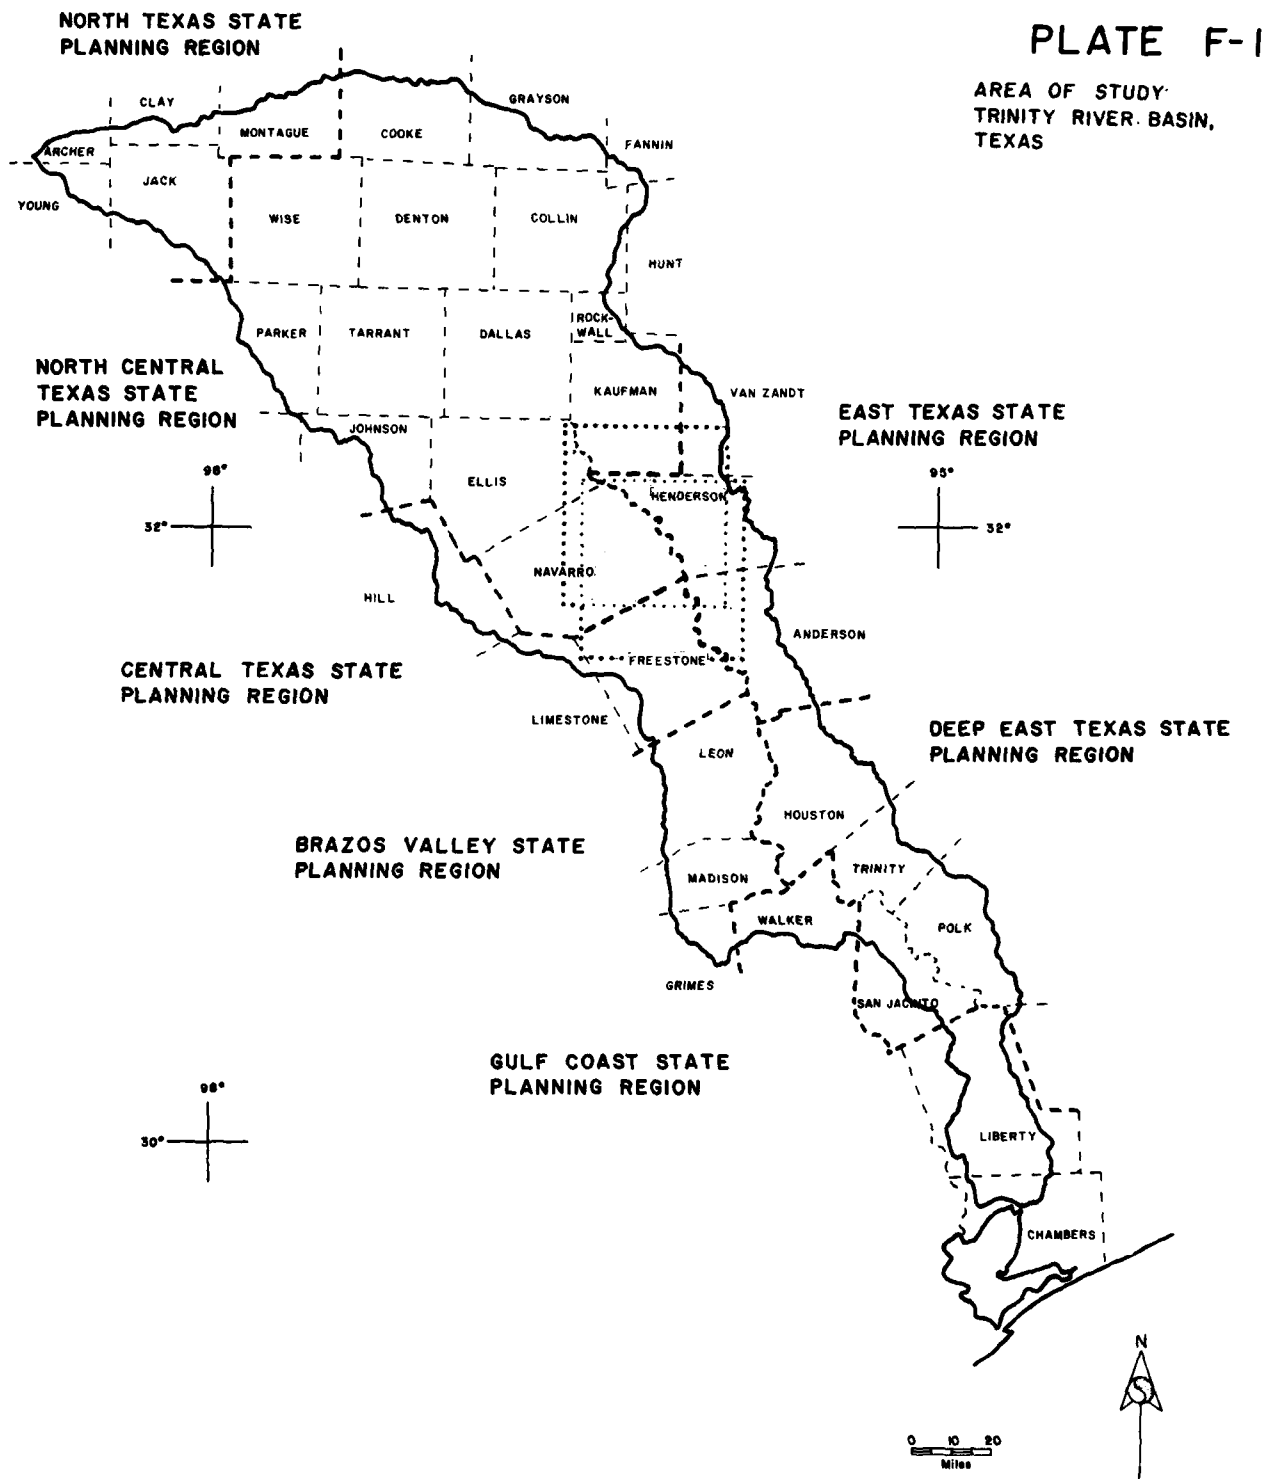 NORTH TEXAS STATE
PLANNING REGION
PLATE F-1
AREA OF STUDY:
TRINITY RIVER BASIN,
TEXAS
CLAY
GRAYSON
MONTAGUE
COOKE
FANNIN
ARCHER
JACK
YOUNG
WISE
DENTON
COLLIN
HUNT
PARKER
TARRANT
DALLAS
ROCK-
WALL
NORTH CENTRAL
TEXAS STATE
PLANNING REGION
KAUFMAN
VAN ZANDT
EAST TEXAS STATE
PLANNING REGION
JOHNSON
98°
32°
ELLIS
HENDERSON
95°
32°
NAVARRO
HILL
ANDERSON
CENTRAL TEXAS STATE
PLANNING REGION
FREESTONE
LIMESTONE
DEEP EAST TEXAS STATE
PLANNING REGION
LEON
HOUSTON
BRAZOS VALLEY STATE
PLANNING REGION
MADISON
TRINITY
WALKER
POLK
GRIMES
SAN JACINTO
GULF COAST STATE
PLANNING REGION
98°
30°
LIBERTY
CHAMBERS
N
0 10 20
Miles